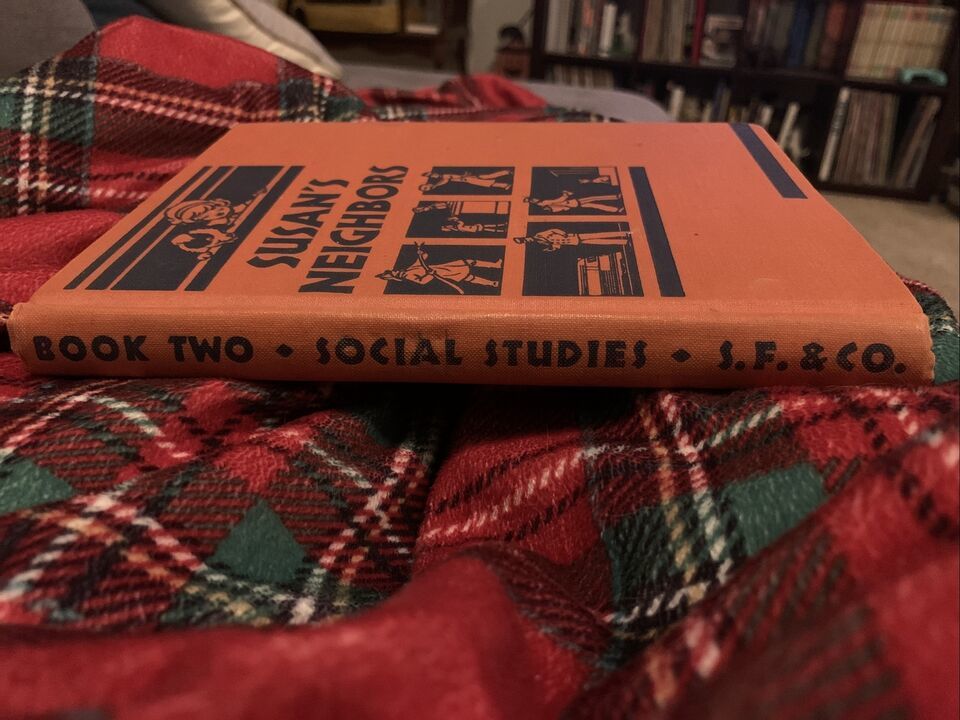 SUSAN'S
NEIGHBORS
BOOK TWO • SOCIAL STUDIES • S.F. & CO.